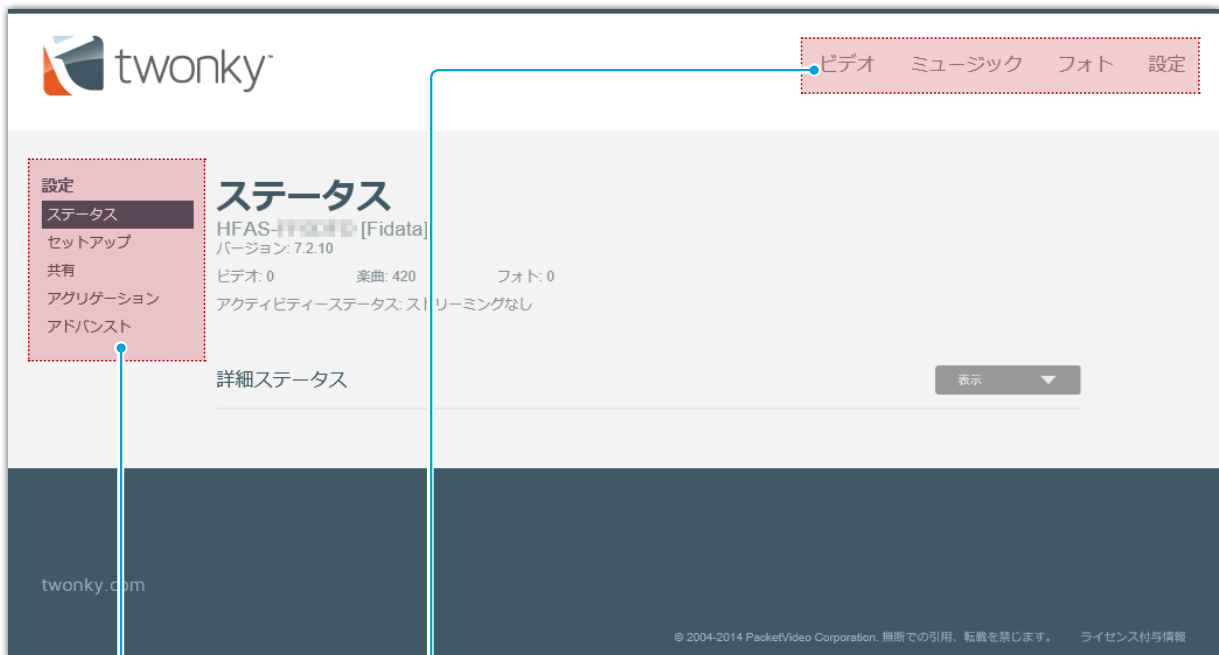 twonky™
ビデオ ミュージック フォト 設定
設定
ステータス
セットアップ
共有
アグリゲーション
アドバンスト
ステータス
HFAS- [Fidata]
バージョン: 7.2.10
ビデオ: 0 楽曲: 420 フォト: 0
アクティビティーステータス: ストリーミングなし
詳細ステータス
表示
twonky.com
© 2004-2014 PacketVideo Corporation. 無断での引用、転載を禁じます。 ライセンス付与情報